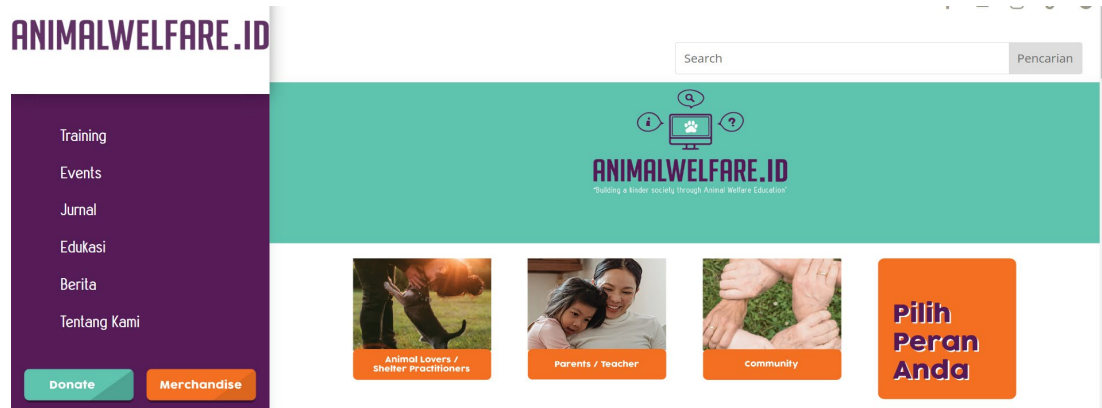 ANIMALWELFARE.ID
Training
Events
Jurnal
Edukasi
Berita
Tentang Kami
Donate
Merchandise
Search
Pencarian
ANIMALWELFARE.ID
"Building a kinder society through Animal Welfare Education"
Animal Lovers /
Shelter Practitioners
Parents / Teacher
Community
Pilih
Peran
Anda